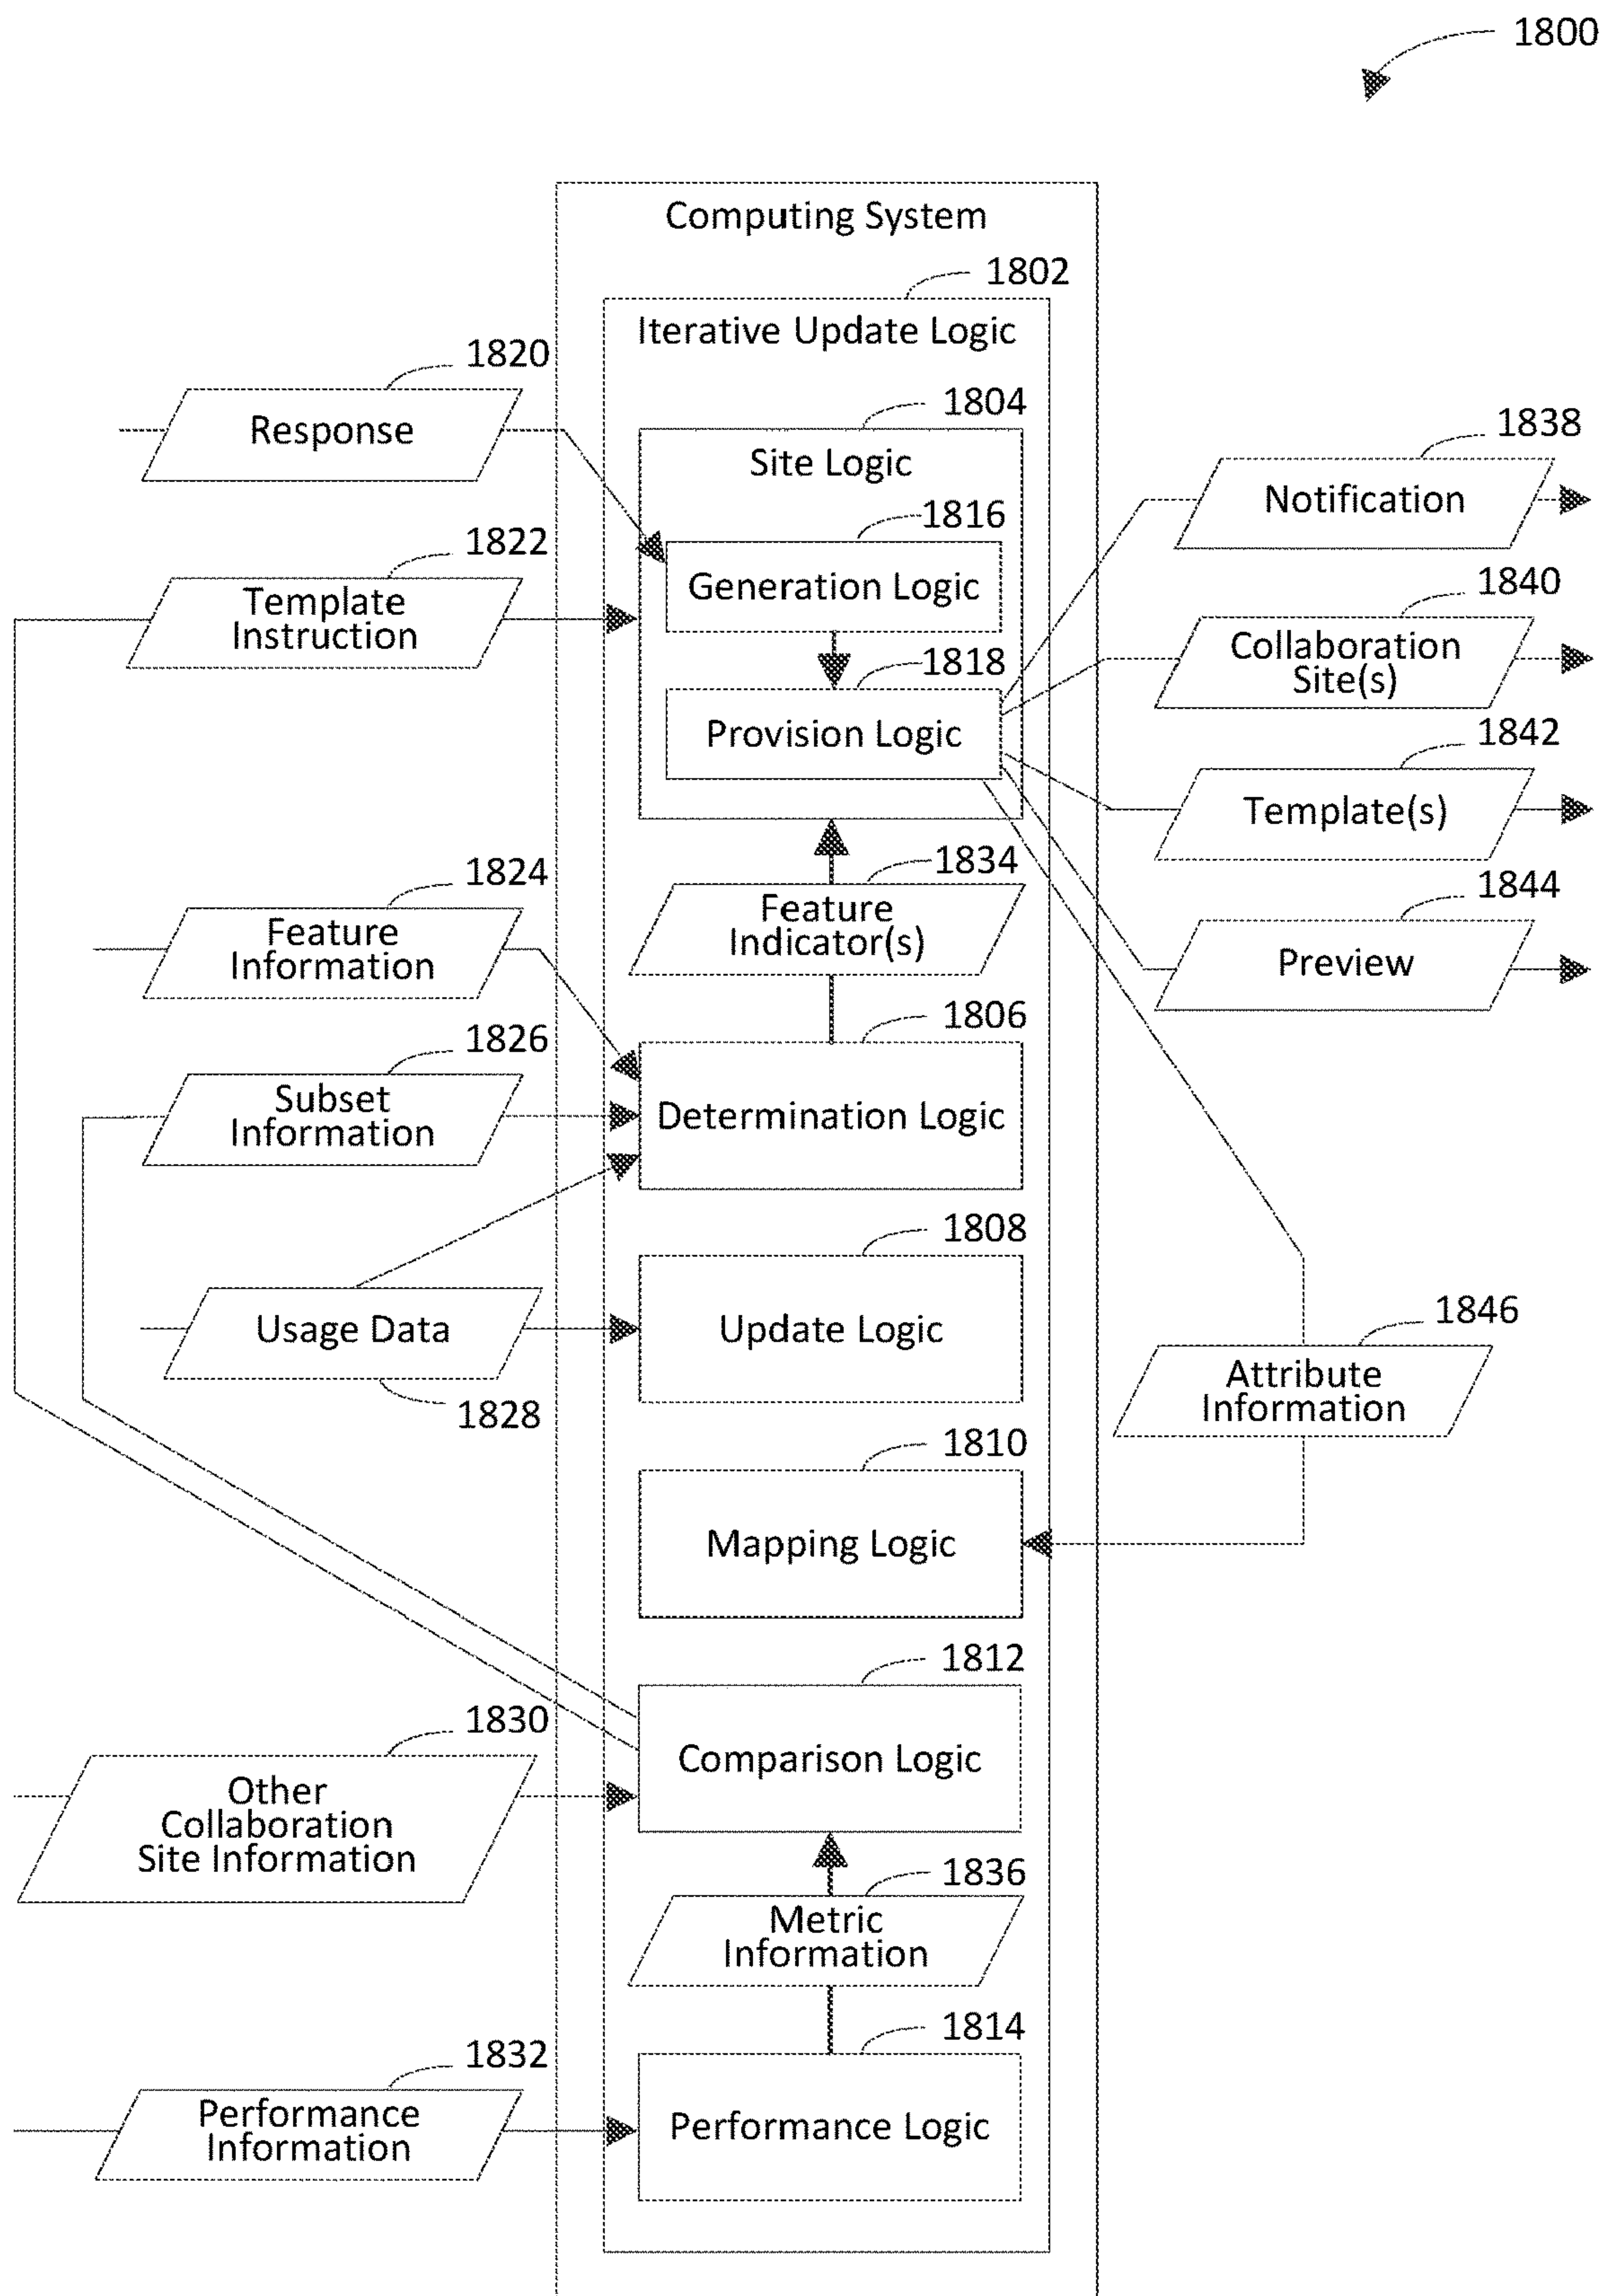 1800
Computing System
1802
Iterative Update Logic
1820
Response
1804
Site Logic
1838
Notification
1816
Generation Logic
1822
Template
Instruction
1840
Collaboration
Site(s)
1818
Provision Logic
1842
Template(s)
1824
Feature
Information
1834
Feature
Indicator(s)
1844
Preview
1806
Determination Logic
1826
Subset
Information
1808
Update Logic
Usage Data
1828
1846
Attribute
Information
1810
Mapping Logic
1812
Comparison Logic
1830
Other
Collaboration
Site Information
1836
Metric
Information
1814
Performance Logic
1832
Performance
Information